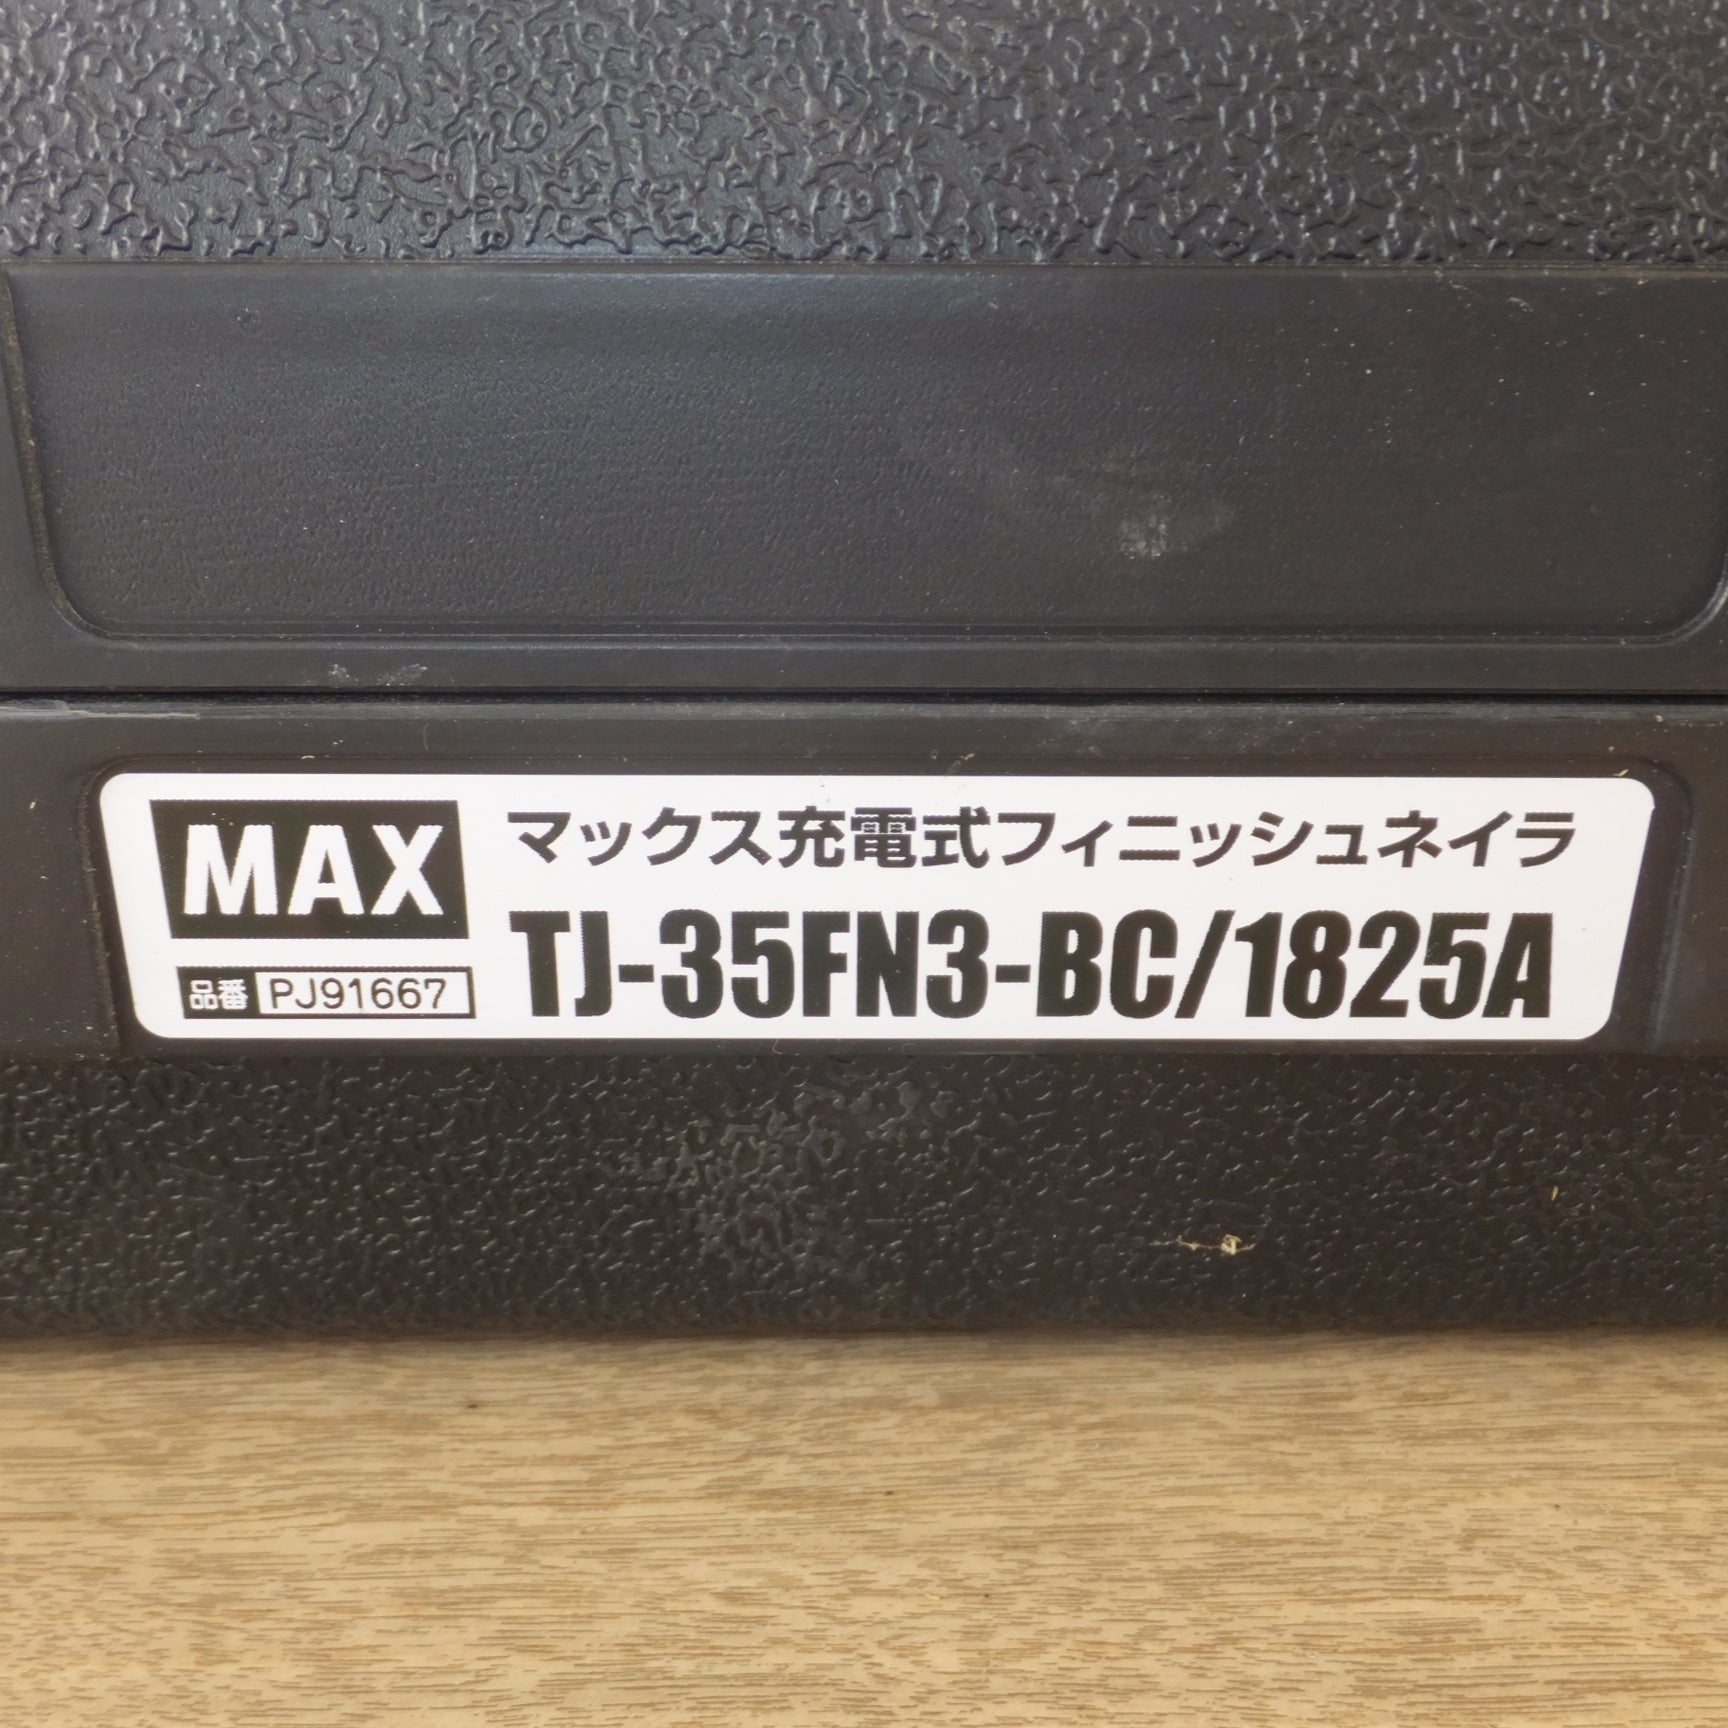 MAX
マックス充電式フィニッシュネイラ
TJ-35FN3-BC/1825A
品番 PJ91667